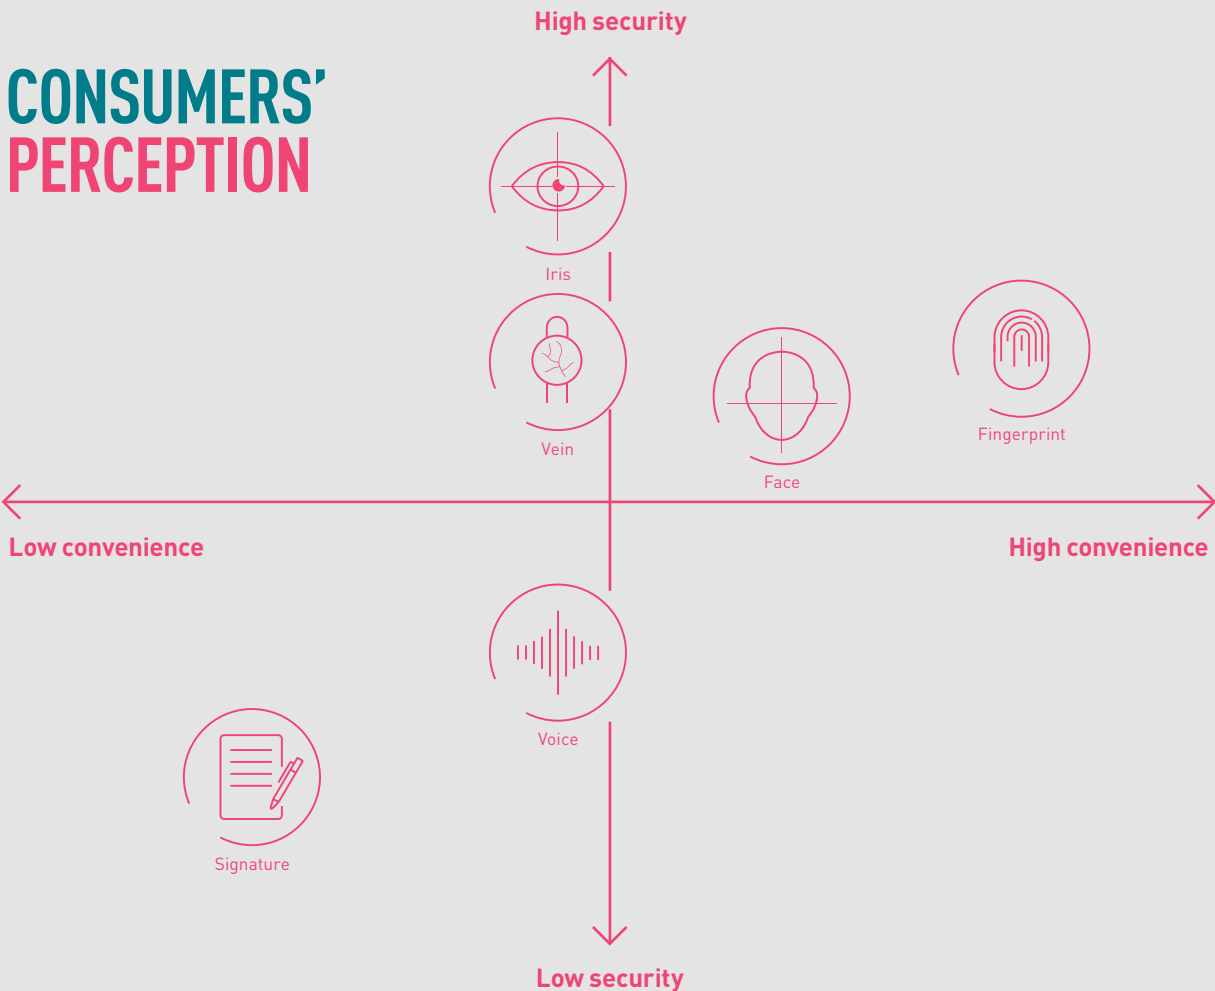 High security
CONSUMERS’
PERCEPTION
Iris
Vein
Face
Fingerprint
Low convenience
High convenience
Voice
Signature
Low security